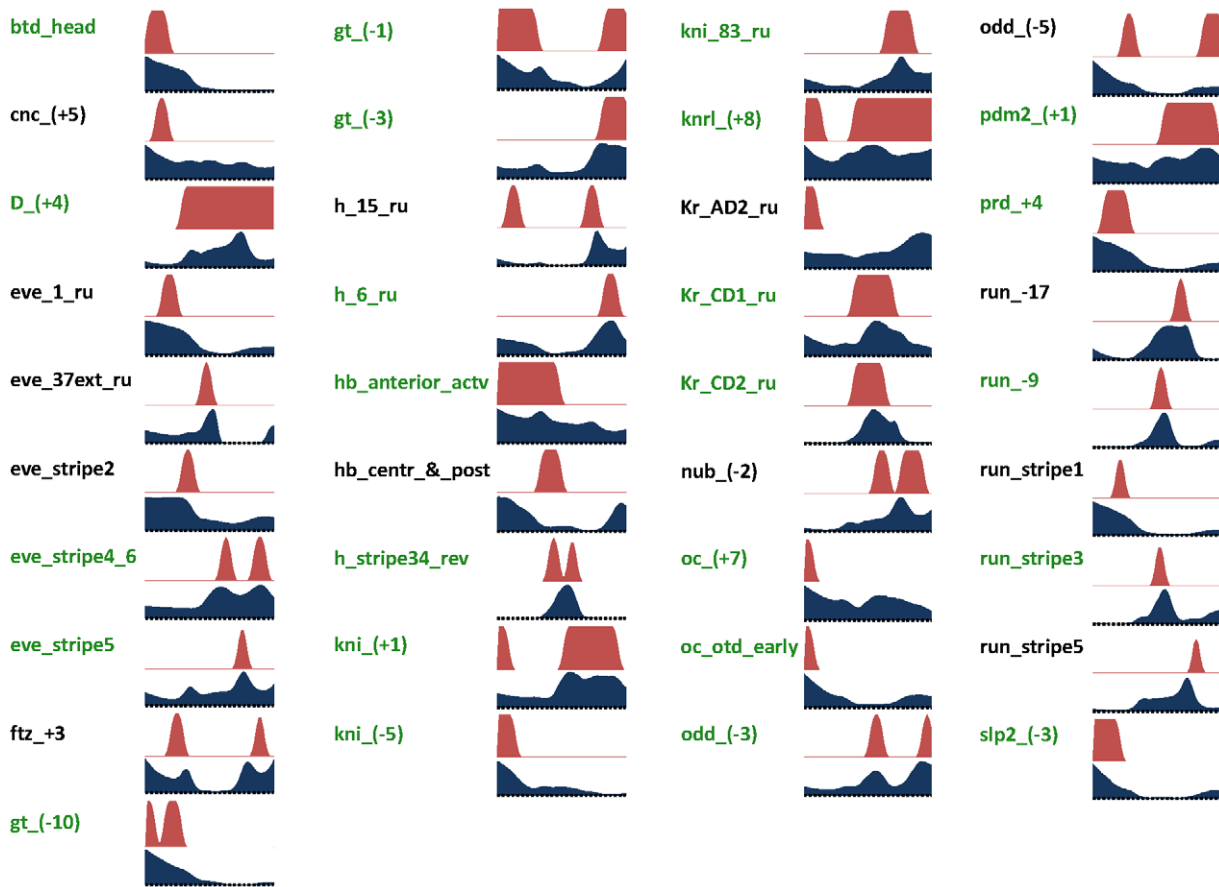 btd_head
cnc_(+5)
D_(+4)
eve_1_ru
eve_37ext_ru
eve_stripe2
eve_stripe4_6
eve_stripe5
ftz_+3
gt_(-10)
gt_(-1)
gt_(-3)
h_15_ru
h_6_ru
hb_anterior_actv
hb_centr_&_post
h_stripe34_rev
kni_(+1)
kni_(-5)
kni_83_ru
knrl_(+8)
Kr_AD2_ru
Kr_CD1_ru
Kr_CD2_ru
nub_(-2)
oc_(+7)
oc_otd_early
odd_(-3)
odd_(-5)
pdm2_(+1)
prd_+4
run_-17
run_-9
run_stripe1
run_stripe3
run_stripe5
slp2_(-3)